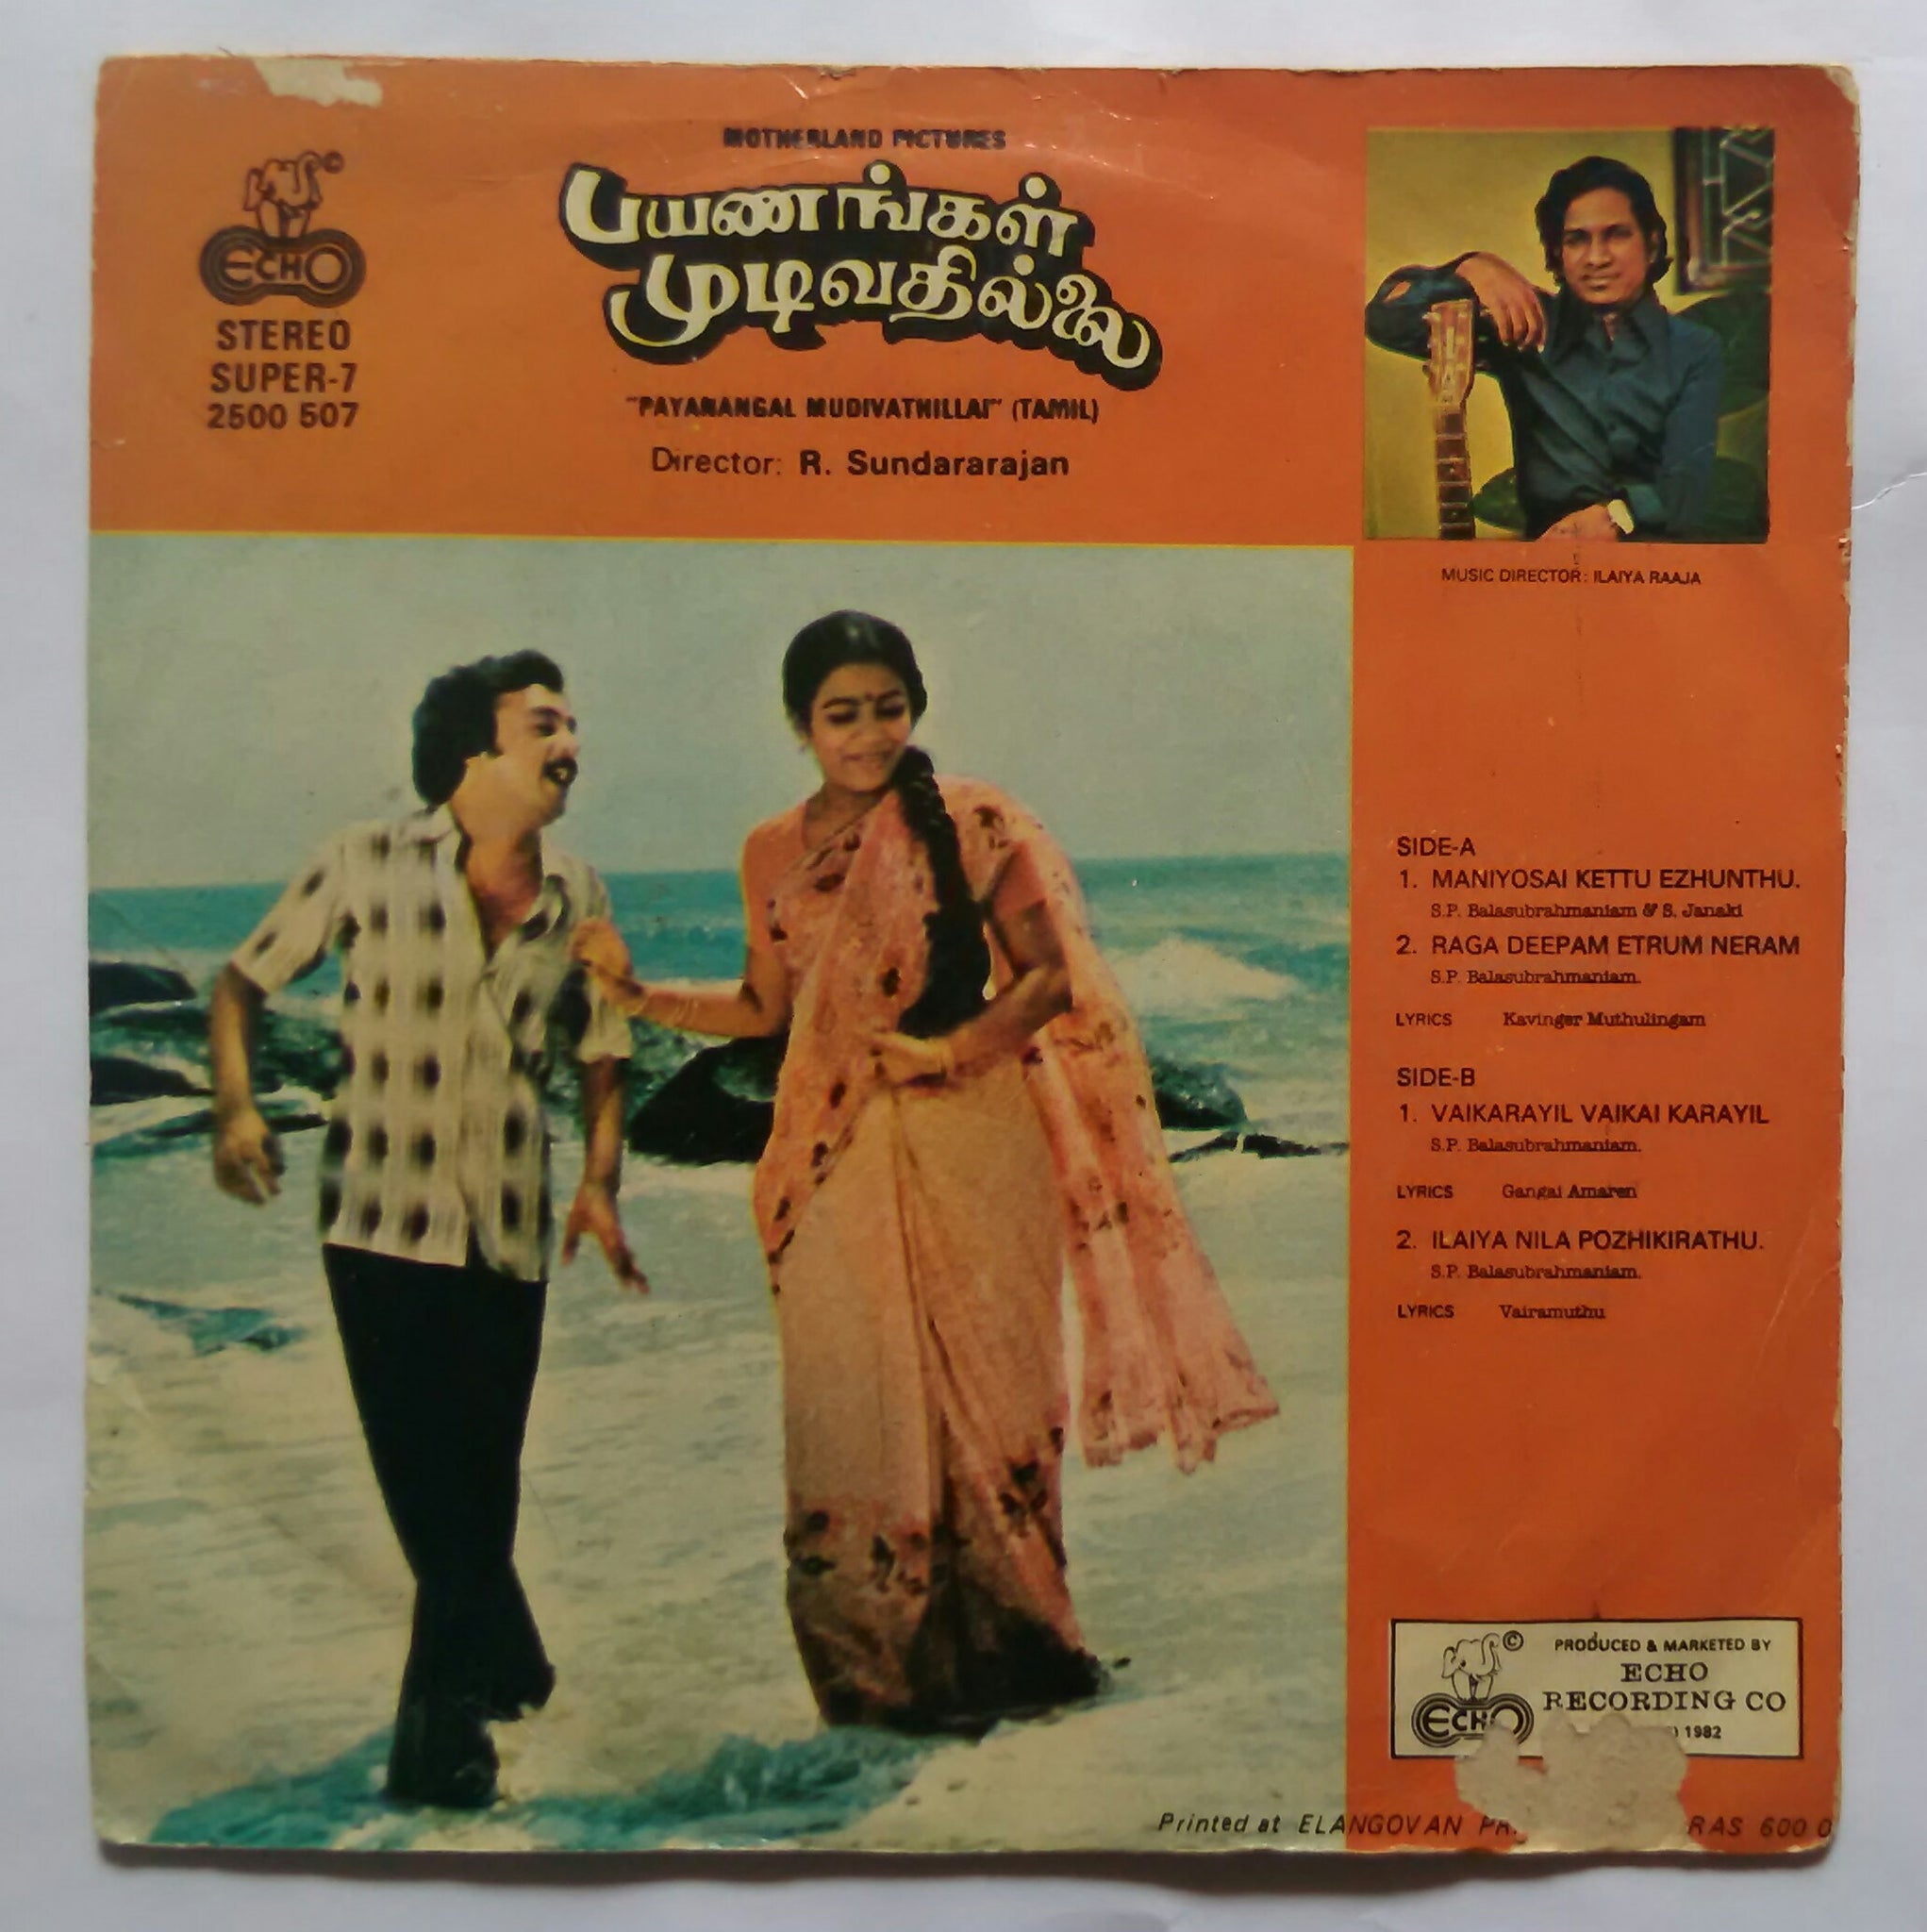 ©
ECHO
STEREO
SUPER-7
2500 507
MOTHERLAND PICTURES
பயணங்கள்
முடிவதில்லை
"PAYANANGAL MUDIVATHILLAI" (TAMIL)
Director: R. Sundararajan
MUSIC DIRECTOR: ILAIYA RAAJA
SIDE-A
1. MANIYOSAI KETTU EZHUNTHU.
S.P. Balasubrahmaniam & S. Janaki
2. RAGA DEEPAM ETRUM NERAM
S.P. Balasubrahmaniam.
LYRICS Kavinger Muthulingam
SIDE-B
1. VAIKARAYIL VAIKAI KARAYIL
S.P. Balasubrahmaniam.
LYRICS Gangai Amaren
2. ILAIYA NILA POZHIKIRATHU.
S.P. Balasubrahmaniam.
LYRICS Vairamuthu
©
ECHO
PRODUCED & MARKETED BY
ECHO
RECORDING CO
1982
Printed at ELANGOVAN 600 0